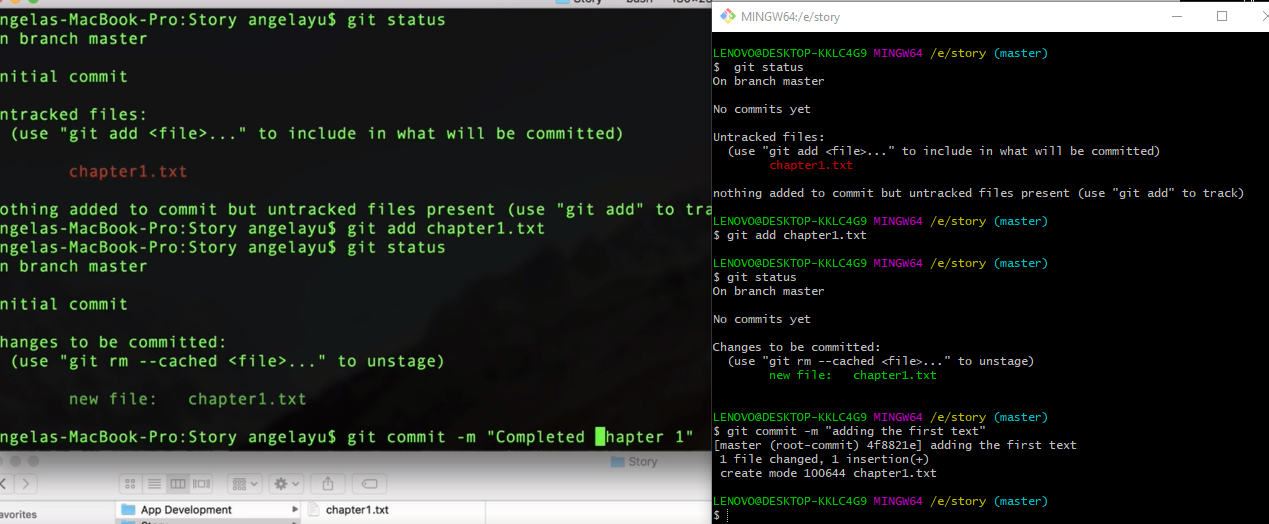 Story
bash
ngelas-MacBook-Pro:Story angelayu$ git status
n branch master
nitial commit
ntracked files:
(use "git add <file>..." to include in what will be committed)
chapter1.txt
othing added to commit but untracked files present (use "git add" to tra
ngelas-MacBook-Pro:Story angelayu$ git add chapter1.txt
ngelas-MacBook-Pro:Story angelayu$ git status
n branch master
nitial commit
hanges to be committed:
(use "git rm --cached <file>..." to unstage)
new file:   chapter1.txt
ngelas-MacBook-Pro:Story angelayu$ git commit -m "Completed hapter 1"
Story
avorites
App Development
chapter1.txt
MINGW64:/e/story
LENOVO@DESKTOP-KKLC4G9 MINGW64 /e/story (master)
$  git status
On branch master
No commits yet
Untracked files:
(use "git add <file>..." to include in what will be committed)
chapter1.txt
nothing added to commit but untracked files present (use "git add" to track)
LENOVO@DESKTOP-KKLC4G9 MINGW64 /e/story (master)
$ git add chapter1.txt
LENOVO@DESKTOP-KKLC4G9 MINGW64 /e/story (master)
$ git status
On branch master
No commits yet
Changes to be committed:
(use "git rm --cached <file>..." to unstage)
new file:   chapter1.txt
LENOVO@DESKTOP-KKLC4G9 MINGW64 /e/story (master)
$ git commit -m "adding the first text"
[master (root-commit) 4f8821e] adding the first text
1 file changed, 1 insertion(+)
create mode 100644 chapter1.txt
LENOVO@DESKTOP-KKLC4G9 MINGW64 /e/story (master)
$